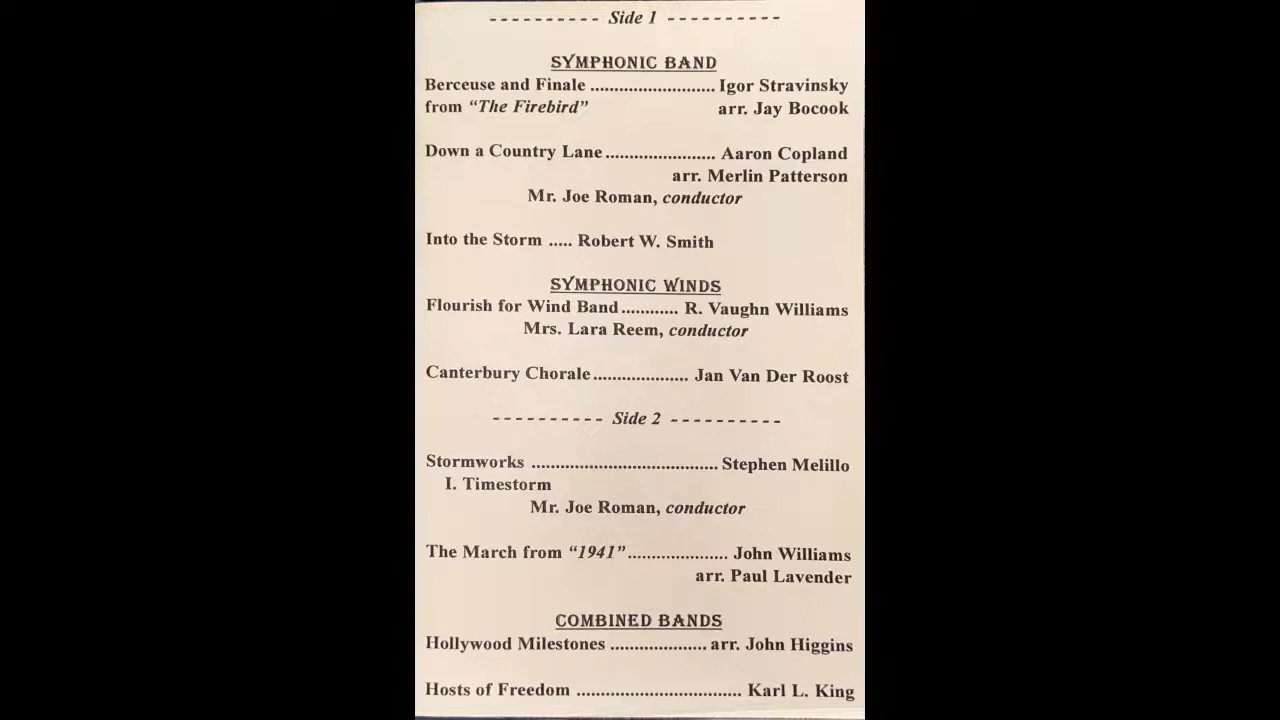 ---------- Side 1 ----------
SYMPHONIC BAND
Berceuse and Finale .......................... Igor Stravinsky
from “The Firebird” arr. Jay Bocook
Down a Country Lane ....................... Aaron Copland
arr. Merlin Patterson
Mr. Joe Roman, conductor
Into the Storm ..... Robert W. Smith
SYMPHONIC WINDS
Flourish for Wind Band ............ R. Vaughn Williams
Mrs. Lara Reem, conductor
Canterbury Chorale .................... Jan Van Der Roost
---------- Side 2 ----------
Stormworks ....................................... Stephen Melillo
I. Timestorm
Mr. Joe Roman, conductor
The March from “1941” ..................... John Williams
arr. Paul Lavender
COMBINED BANDS
Hollywood Milestones .................... arr. John Higgins
Hosts of Freedom .................................. Karl L. King